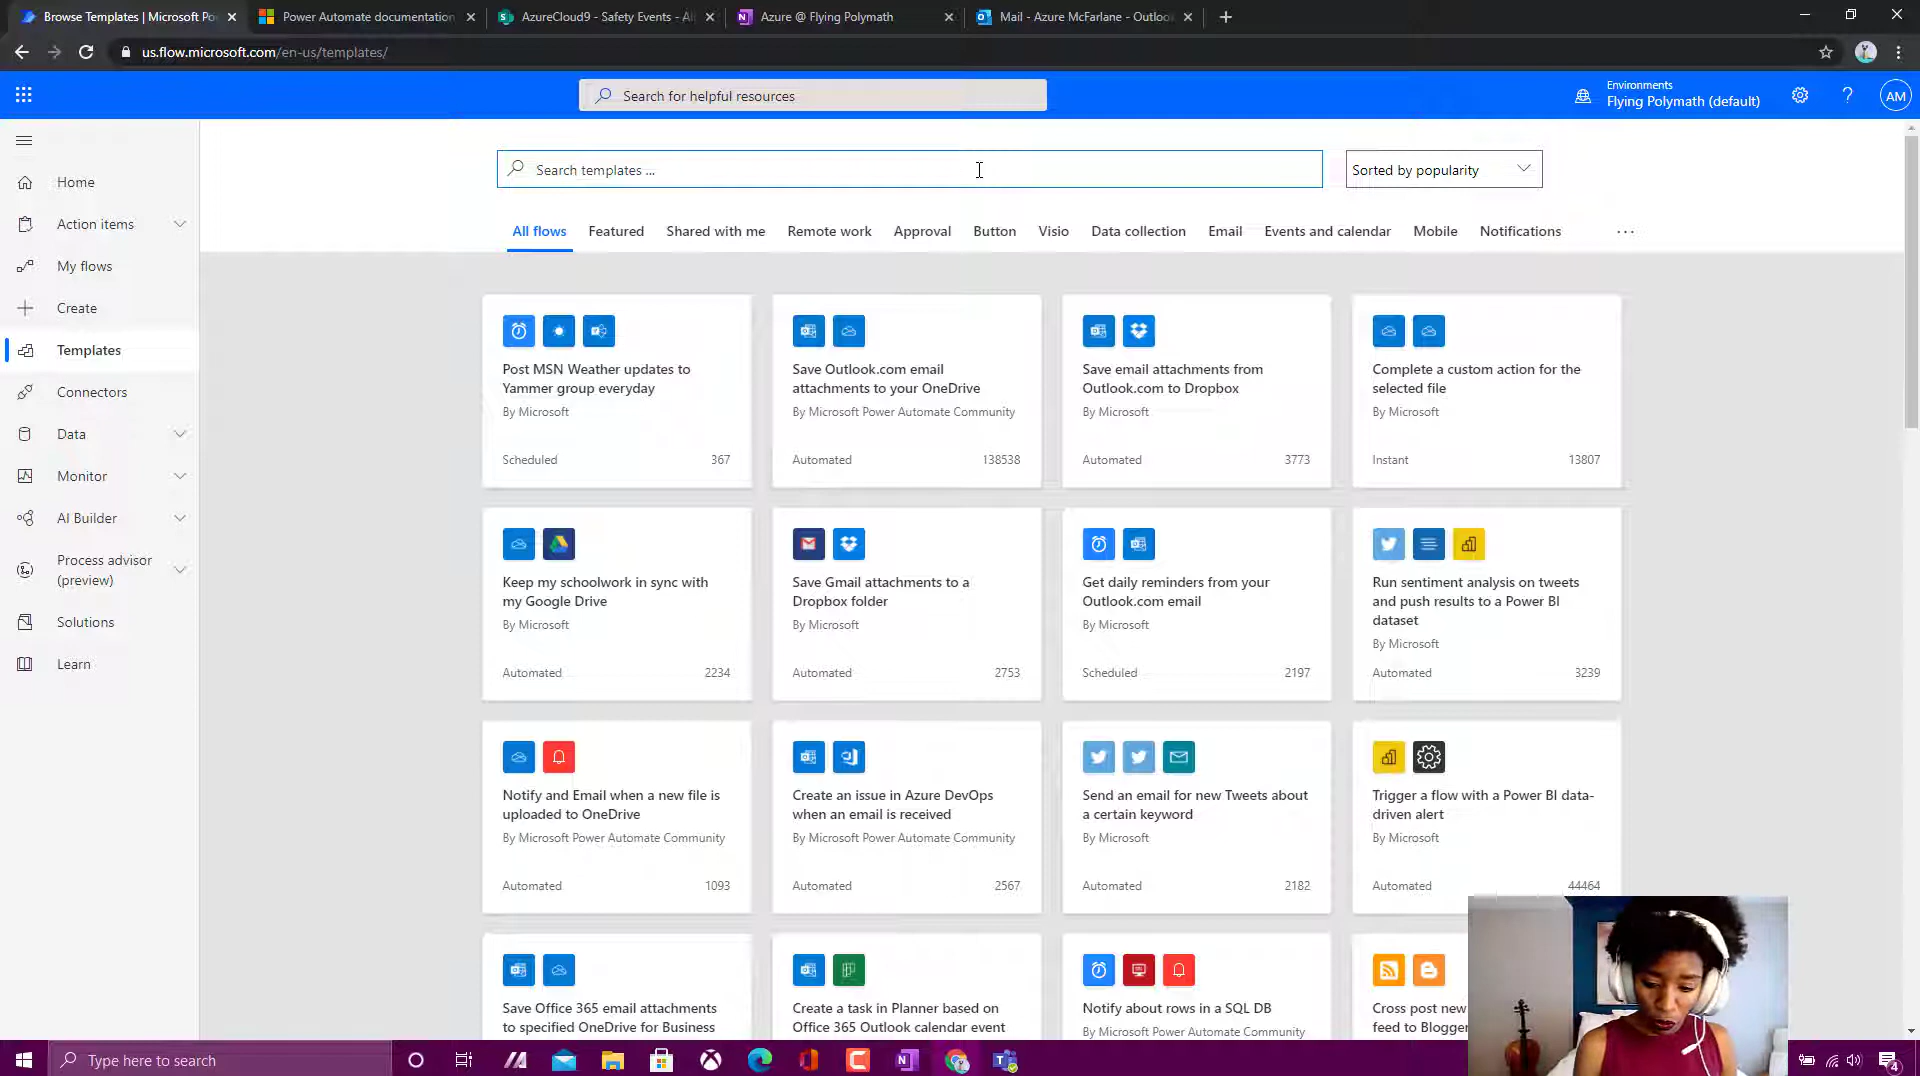 Browse Templates | Microsoft Po
Power Automate documentation
AzureCloud9 - Safety Events - Al
Azure @ Flying Polymath
Mail - Azure McFarlane - Outloo
us.flow.microsoft.com/en-us/templates/
Search for helpful resources
Environments
Flying Polymath (default)
AM
Search templates ...
Sorted by popularity
Home
Action items
My flows
Create
Templates
Connectors
Data
Monitor
AI Builder
Process advisor
(preview)
Solutions
Learn
All flows Featured Shared with me Remote work Approval Button Visio Data collection Email Events and calendar Mobile Notifications ...
Post MSN Weather updates to
Yammer group everyday
By Microsoft
Scheduled 367
Save Outlook.com email
attachments to your OneDrive
By Microsoft Power Automate Community
Automated 138538
Save email attachments from
Outlook.com to Dropbox
By Microsoft
Automated 3773
Complete a custom action for the
selected file
By Microsoft
Instant 13807
Keep my schoolwork in sync with
my Google Drive
By Microsoft
Automated 2234
Save Gmail attachments to a
Dropbox folder
By Microsoft
Automated 2753
Get daily reminders from your
Outlook.com email
By Microsoft
Scheduled 2197
Run sentiment analysis on tweets
and push results to a Power BI
dataset
By Microsoft
Automated 3239
Notify and Email when a new file is
uploaded to OneDrive
By Microsoft Power Automate Community
Automated 1093
Create an issue in Azure DevOps
when an email is received
By Microsoft Power Automate Community
Automated 2567
Send an email for new Tweets about
a certain keyword
By Microsoft
Automated 2182
Trigger a flow with a Power BI data-
driven alert
By Microsoft
Automated 44464
Save Office 365 email attachments
to specified OneDrive for Business
Create a task in Planner based on
Office 365 Outlook calendar event
Notify about rows in a SQL DB
By Microsoft Power Automate Community
Cross post new
feed to Blogger
Type here to search
4